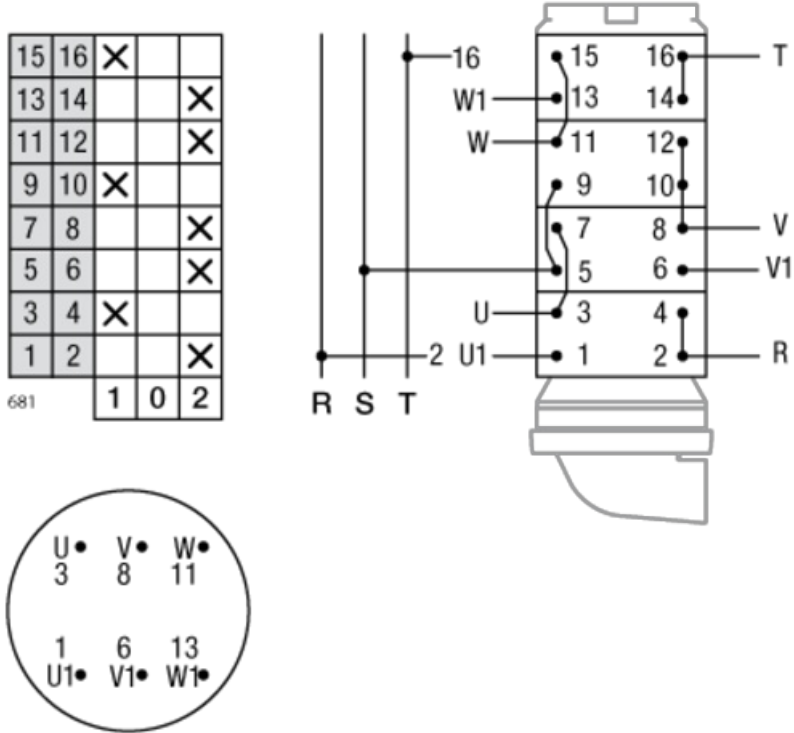 15 16
13 14
11 12
9 10
7 8
5 6
3 4
1 2
681 1 0 2
16 15 16 T
W1 13 14
W 11 12
9 10
7 8 V
5 6 V1
U 3 4
2 U1 1 2 R
R S T
U V W
3 8 11
1 6 13
U1 V1 W1